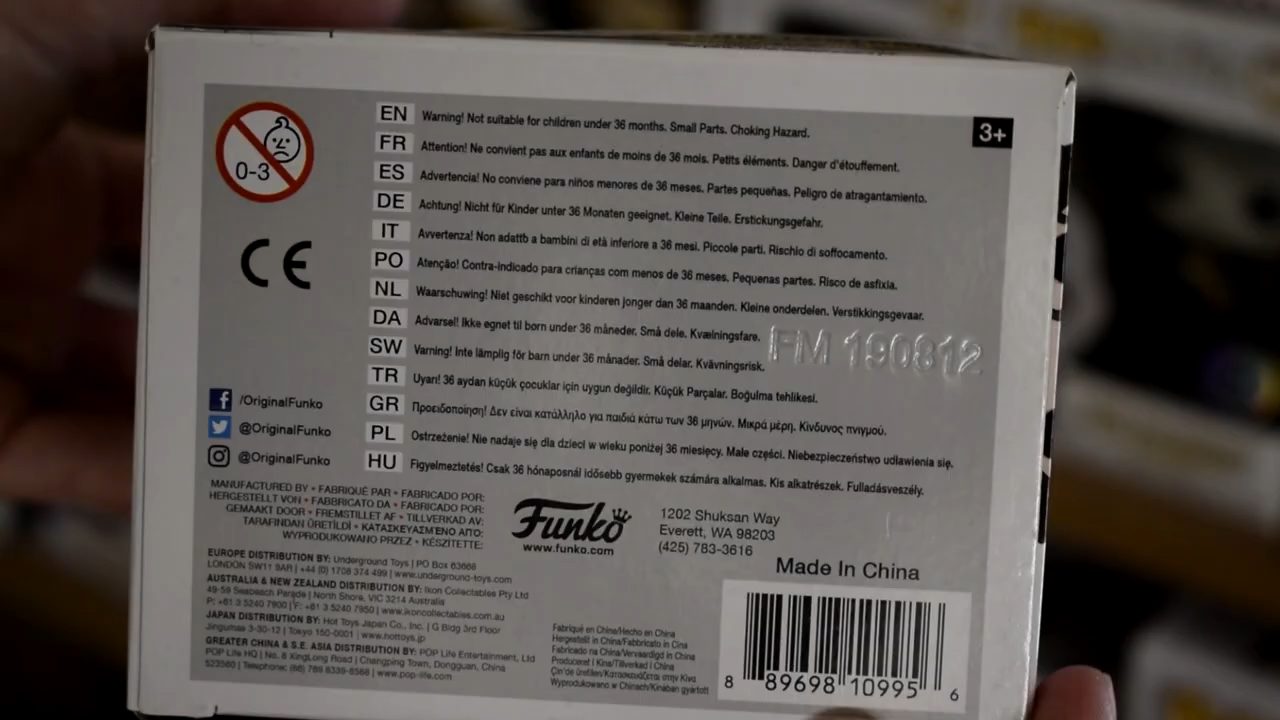 0-3
3+
EN Warning! Not suitable for children under 36 months. Small Parts. Choking Hazard.
FR Attention! Ne convient pas aux enfants de moins de 36 mois. Petits éléments. Danger d'étouffement.
ES Advertencia! No conviene para niños menores de 36 meses. Partes pequeñas. Peligro de atragantamiento.
DE Achtung! Nicht für Kinder unter 36 Monaten geeignet. Kleine Teile. Erstickungsgefahr.
IT Avvertenza! Non adattb a bambini di età inferiore a 36 mesi. Piccole parti. Rischio di soffocamento.
PO Atenção! Contra-indicado para crianças com menos de 36 meses. Pequenas partes. Risco de asfixia.
NL Waarschuwing! Niet geschikt voor kinderen jonger dan 36 maanden. Kleine onderdelen. Verstikkingsgevaar.
DA Advarsel! Ikke egnet til born under 36 måneder. Små dele. Kvælningsfare.
SW Varning! Inte lämplig för barn under 36 månader. Små delar. Kvävningsrisk.
TR Uyarı! 36 aydan küçük çocuklar için uygun değildir. Küçük Parçalar. Boğulma tehlikesi.
GR Προειδοποίηση! Δεν είναι κατάλληλο για παιδιά κάτω των 36 μηνών. Μικρά μέρη. Κίνδυνος πνιγμού.
PL Ostrzeżenie! Nie nadaje się dla dzieci w wieku poniżej 36 miesięcy. Małe części. Niebezpieczeństwo udławienia się.
HU Figyelmeztetés! Csak 36 hónaposnál idősebb gyermekek számára alkalmas. Kis alkatrészek. Fulladásveszély.
FM 190812
CE
/OriginalFunko
@OriginalFunko
@OriginalFunko
MANUFACTURED BY • FABRIQUÉ PAR • FABRICADO POR:
HERGESTELLT VON • FABBRICATO DA • FABRICADO POR:
GEMAAKT DOOR • FREMSTILLET AF • TILLVERKAD AV:
TARAFINDAN ÜRETİLDİ • ΚΑΤΑΣΚΕΥΑΣΜΈΝΟ ΑΠΌ:
WYPRODUKOWANO PRZEZ • KÉSZÍTETTE:
Funko
www.funko.com
1202 Shuksan Way
Everett, WA 98203
(425) 783-3616
EUROPE DISTRIBUTION BY: Underground Toys | PO Box 63668
LONDON SW11 9AR | +44 (0) 1708 374 499 | www.underground-toys.com
AUSTRALIA & NEW ZEALAND DISTRIBUTION BY: Ikon Collectables Pty Ltd
49-59 Seabeach Parade | North Shore, VIC 3214 Australia
P: +61 3 5240 7900 | F: +61 3 5240 7950 | www.ikoncollectables.com.au
JAPAN DISTRIBUTION BY: Hot Toys Japan Co., Inc. | G Bldg 3rd Floor
Jingumae 3-30-12 | Tokyo 150-0001 | www.hottoys.jp
GREATER CHINA & S.E. ASIA DISTRIBUTION BY: POP Life Entertainment, Ltd
POP Life HQ | No. 8 XingLong Road | Changping Town, Dongguan, China
523560 | Telephone: (86) 769 8339-8568 | www.pop-life.com
Fabriqué en Chine/Hecho en China
Hergestellt in China/Fabbricato in Cina
Fabricado na China/Vervaardigd in China
Produceret i Kina/Tillverkad i China
Çin'de üretilen/Κατασκευάζεται στην Κίνα
Wyprodukowano w Chinach/Kínában gyártott
Made In China
8 89698 10995 6